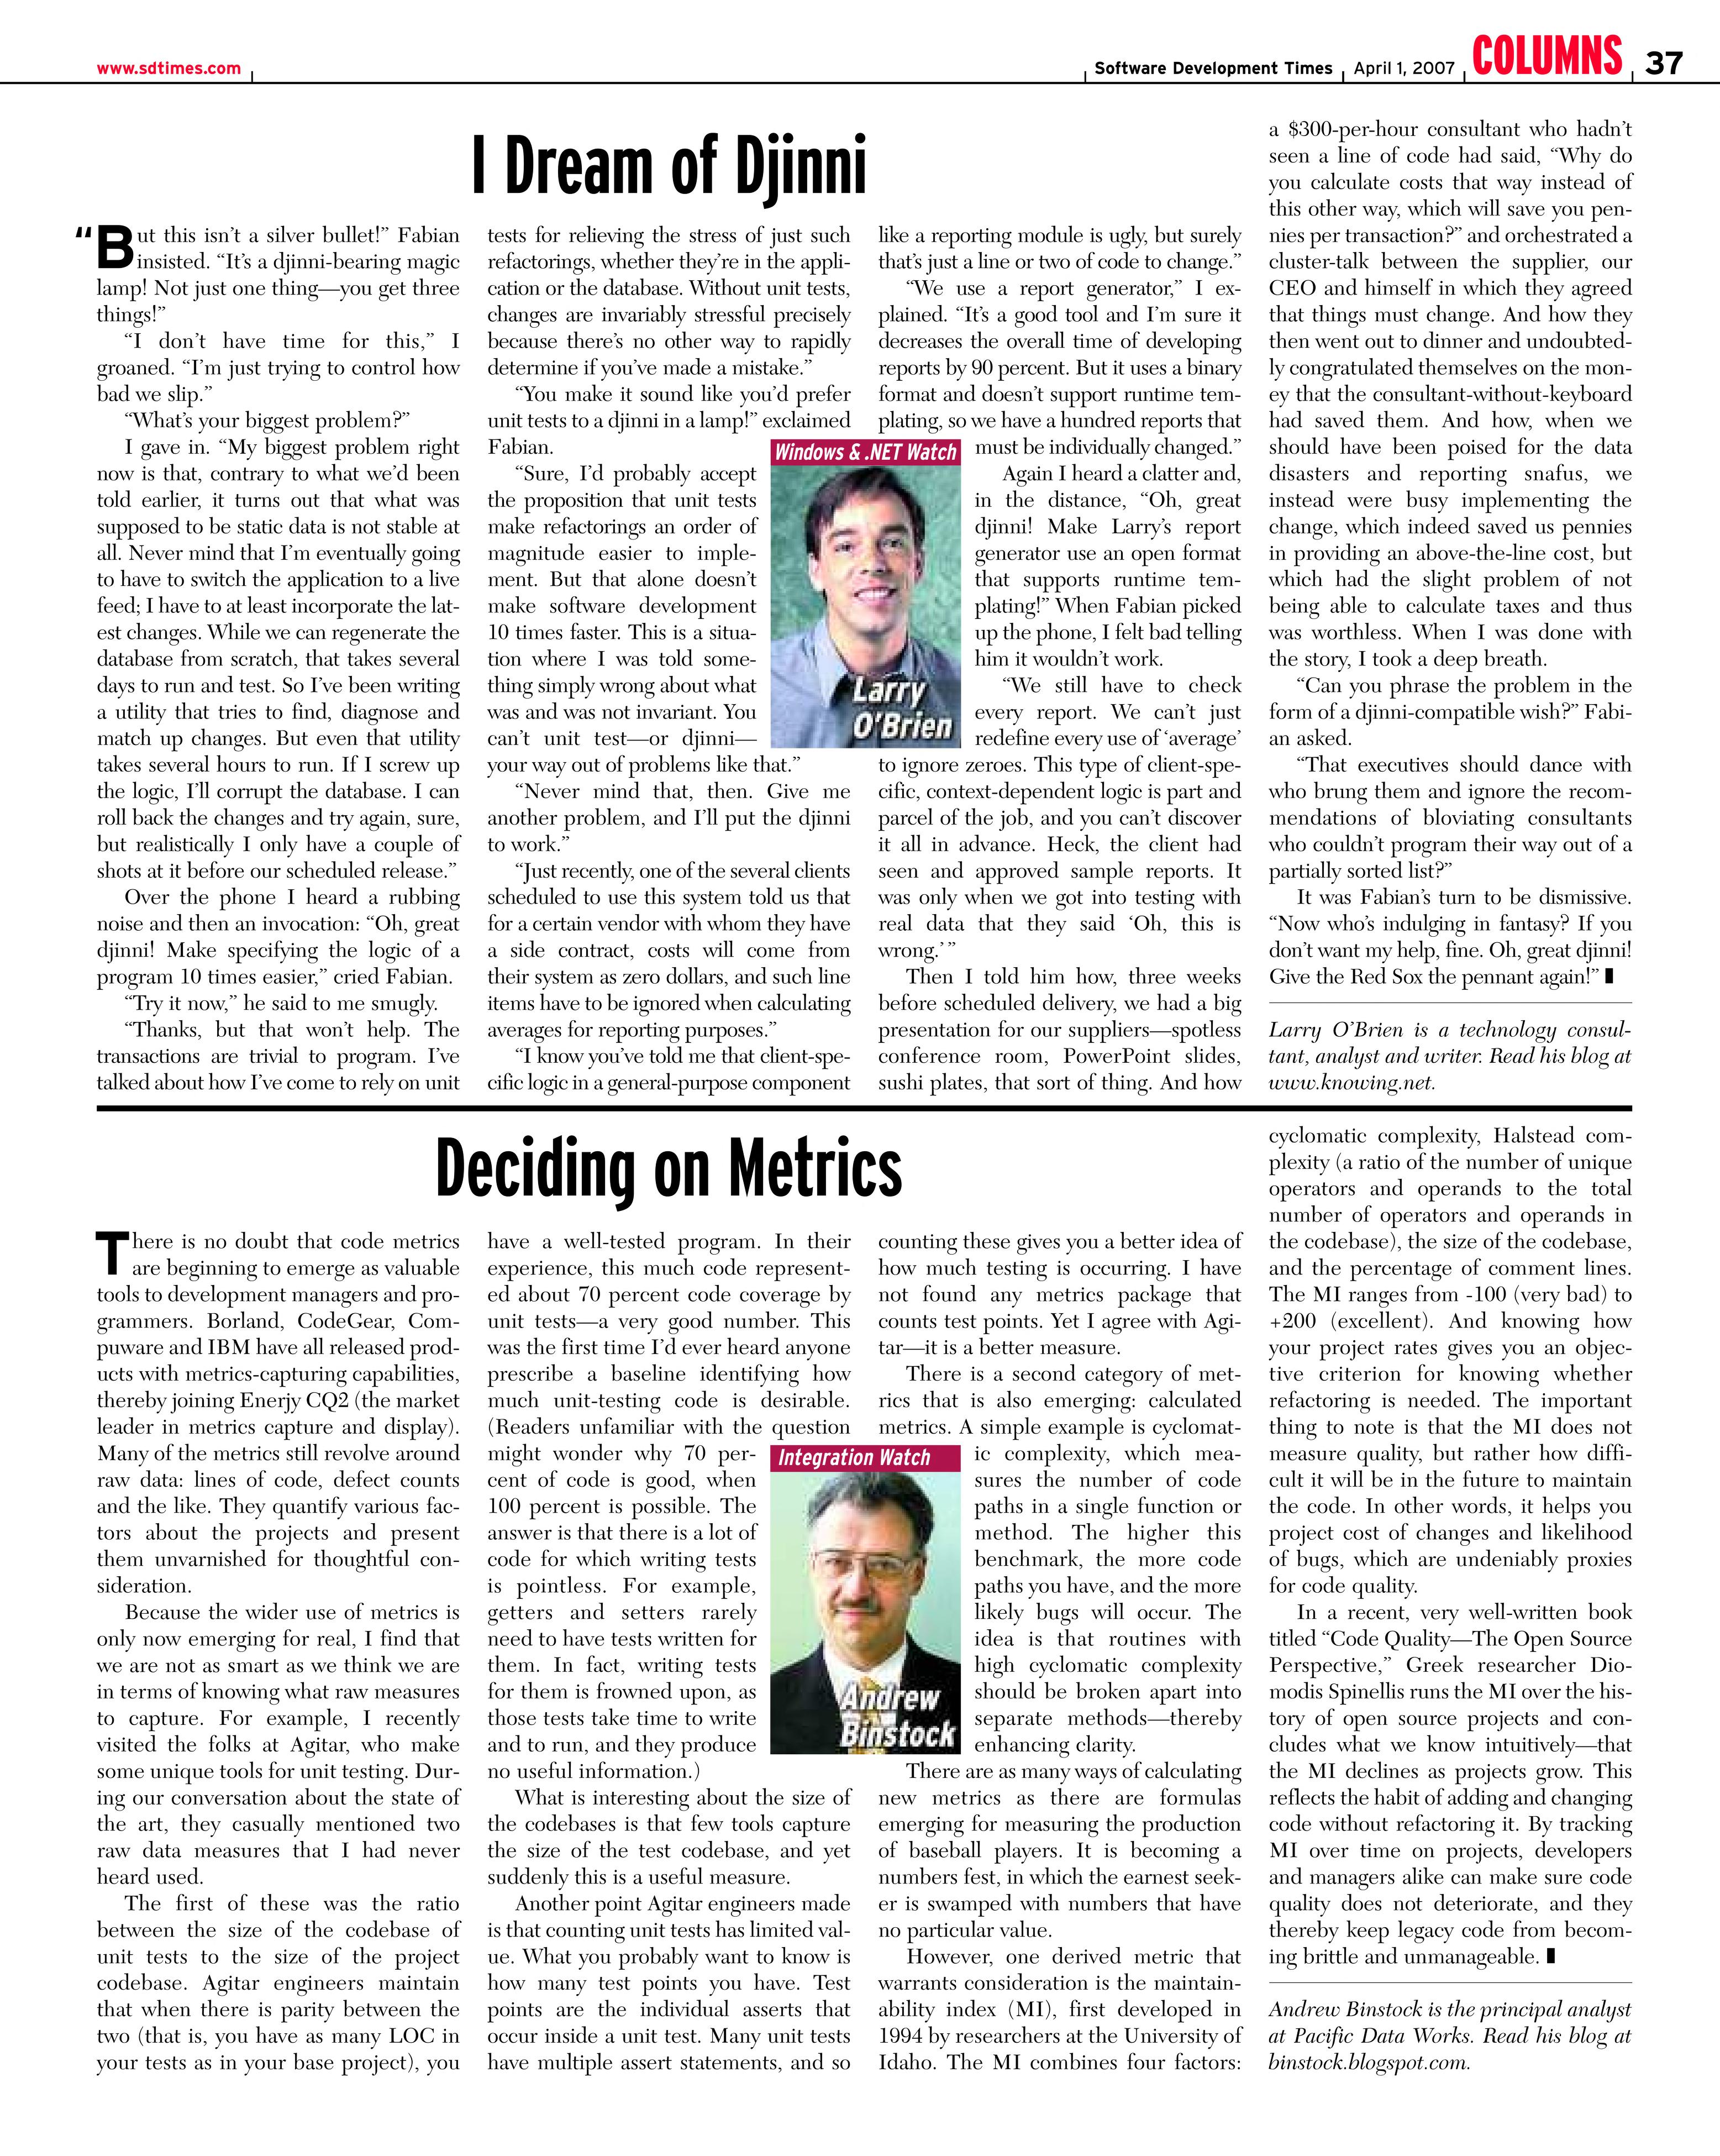 www.sdtimes.com
Software Development Times April 1, 2007 COLUMNS 37
I Dream of Djinni
“But this isn’t a silver bullet!” Fabian
insisted. “It’s a djinni-bearing magic
lamp! Not just one thing—you get three
things!”
“I don’t have time for this,” I
groaned. “I’m just trying to control how
bad we slip.”
“What’s your biggest problem?”
I gave in. “My biggest problem right
now is that, contrary to what we’d been
told earlier, it turns out that what was
supposed to be static data is not stable at
all. Never mind that I’m eventually going
to have to switch the application to a live
feed; I have to at least incorporate the lat-
est changes. While we can regenerate the
database from scratch, that takes several
days to run and test. So I’ve been writing
a utility that tries to find, diagnose and
match up changes. But even that utility
takes several hours to run. If I screw up
the logic, I’ll corrupt the database. I can
roll back the changes and try again, sure,
but realistically I only have a couple of
shots at it before our scheduled release.”
Over the phone I heard a rubbing
noise and then an invocation: “Oh, great
djinni! Make specifying the logic of a
program 10 times easier,” cried Fabian.
“Try it now,” he said to me smugly.
“Thanks, but that won’t help. The
transactions are trivial to program. I’ve
talked about how I’ve come to rely on unit
tests for relieving the stress of just such
refactorings, whether they’re in the appli-
cation or the database. Without unit tests,
changes are invariably stressful precisely
because there’s no other way to rapidly
determine if you’ve made a mistake.”
“You make it sound like you’d prefer
unit tests to a djinni in a lamp!” exclaimed
Fabian.
“Sure, I’d probably accept
the proposition that unit tests
make refactorings an order of
magnitude easier to imple-
ment. But that alone doesn’t
make software development
10 times faster. This is a situa-
tion where I was told some-
thing simply wrong about what
was and was not invariant. You
can’t unit test—or djinni—
your way out of problems like that.”
“Never mind that, then. Give me
another problem, and I’ll put the djinni
to work.”
“Just recently, one of the several clients
scheduled to use this system told us that
for a certain vendor with whom they have
a side contract, costs will come from
their system as zero dollars, and such line
items have to be ignored when calculating
averages for reporting purposes.”
“I know you’ve told me that client-spe-
cific logic in a general-purpose component
Windows & .NET Watch
Larry
O’Brien
like a reporting module is ugly, but surely
that’s just a line or two of code to change.”
“We use a report generator,” I ex-
plained. “It’s a good tool and I’m sure it
decreases the overall time of developing
reports by 90 percent. But it uses a binary
format and doesn’t support runtime tem-
plating, so we have a hundred reports that
must be individually changed.”
Again I heard a clatter and,
in the distance, “Oh, great
djinni! Make Larry’s report
generator use an open format
that supports runtime tem-
plating!” When Fabian picked
up the phone, I felt bad telling
him it wouldn’t work.
“We still have to check
every report. We can’t just
redefine every use of ‘average’
to ignore zeroes. This type of client-spe-
cific, context-dependent logic is part and
parcel of the job, and you can’t discover
it all in advance. Heck, the client had
seen and approved sample reports. It
was only when we got into testing with
real data that they said ‘Oh, this is
wrong.’”
Then I told him how, three weeks
before scheduled delivery, we had a big
presentation for our suppliers—spotless
conference room, PowerPoint slides,
sushi plates, that sort of thing. And how
a $300-per-hour consultant who hadn’t
seen a line of code had said, “Why do
you calculate costs that way instead of
this other way, which will save you pen-
nies per transaction?” and orchestrated a
cluster-talk between the supplier, our
CEO and himself in which they agreed
that things must change. And how they
then went out to dinner and undoubted-
ly congratulated themselves on the mon-
ey that the consultant-without-keyboard
had saved them. And how, when we
should have been poised for the data
disasters and reporting snafus, we
instead were busy implementing the
change, which indeed saved us pennies
in providing an above-the-line cost, but
which had the slight problem of not
being able to calculate taxes and thus
was worthless. When I was done with
the story, I took a deep breath.
“Can you phrase the problem in the
form of a djinni-compatible wish?” Fabi-
an asked.
“That executives should dance with
who brung them and ignore the recom-
mendations of bloviating consultants
who couldn’t program their way out of a
partially sorted list?”
It was Fabian’s turn to be dismissive.
“Now who’s indulging in fantasy? If you
don’t want my help, fine. Oh, great djinni!
Give the Red Sox the pennant again!”
Larry O’Brien is a technology consul-
tant, analyst and writer. Read his blog at
www.knowing.net.
Deciding on Metrics
There is no doubt that code metrics
are beginning to emerge as valuable
tools to development managers and pro-
grammers. Borland, CodeGear, Com-
puware and IBM have all released prod-
ucts with metrics-capturing capabilities,
thereby joining Enerjy CQ2 (the market
leader in metrics capture and display).
Many of the metrics still revolve around
raw data: lines of code, defect counts
and the like. They quantify various fac-
tors about the projects and present
them unvarnished for thoughtful con-
sideration.
Because the wider use of metrics is
only now emerging for real, I find that
we are not as smart as we think we are
in terms of knowing what raw measures
to capture. For example, I recently
visited the folks at Agitar, who make
some unique tools for unit testing. Dur-
ing our conversation about the state of
the art, they casually mentioned two
raw data measures that I had never
heard used.
The first of these was the ratio
between the size of the codebase of
unit tests to the size of the project
codebase. Agitar engineers maintain
that when there is parity between the
two (that is, you have as many LOC in
your tests as in your base project), you
have a well-tested program. In their
experience, this much code represent-
ed about 70 percent code coverage by
unit tests—a very good number. This
was the first time I’d ever heard anyone
prescribe a baseline identifying how
much unit-testing code is desirable.
(Readers unfamiliar with the question
might wonder why 70 per-
cent of code is good, when
100 percent is possible. The
answer is that there is a lot of
code for which writing tests
is pointless. For example,
getters and setters rarely
need to have tests written for
them. In fact, writing tests
for them is frowned upon, as
those tests take time to write
and to run, and they produce
no useful information.)
What is interesting about the size of
the codebases is that few tools capture
the size of the test codebase, and yet
suddenly this is a useful measure.
Another point Agitar engineers made
is that counting unit tests has limited val-
ue. What you probably want to know is
how many test points you have. Test
points are the individual asserts that
occur inside a unit test. Many unit tests
have multiple assert statements, and so
Integration Watch
Andrew
Binstock
counting these gives you a better idea of
how much testing is occurring. I have
not found any metrics package that
counts test points. Yet I agree with Agi-
tar—it is a better measure.
There is a second category of met-
rics that is also emerging: calculated
metrics. A simple example is cyclomat-
ic complexity, which mea-
sures the number of code
paths in a single function or
method. The higher this
benchmark, the more code
paths you have, and the more
likely bugs will occur. The
idea is that routines with
high cyclomatic complexity
should be broken apart into
separate methods—thereby
enhancing clarity.
There are as many ways of calculating
new metrics as there are formulas
emerging for measuring the production
of baseball players. It is becoming a
numbers fest, in which the earnest seek-
er is swamped with numbers that have
no particular value.
However, one derived metric that
warrants consideration is the maintain-
ability index (MI), first developed in
1994 by researchers at the University of
Idaho. The MI combines four factors:
cyclomatic complexity, Halstead com-
plexity (a ratio of the number of unique
operators and operands to the total
number of operators and operands in
the codebase), the size of the codebase,
and the percentage of comment lines.
The MI ranges from -100 (very bad) to
+200 (excellent). And knowing how
your project rates gives you an objec-
tive criterion for knowing whether
refactoring is needed. The important
thing to note is that the MI does not
measure quality, but rather how diffi-
cult it will be in the future to maintain
the code. In other words, it helps you
project cost of changes and likelihood
of bugs, which are undeniably proxies
for code quality.
In a recent, very well-written book
titled “Code Quality—The Open Source
Perspective,” Greek researcher Dio-
modis Spinellis runs the MI over the his-
tory of open source projects and con-
cludes what we know intuitively—that
the MI declines as projects grow. This
reflects the habit of adding and changing
code without refactoring it. By tracking
MI over time on projects, developers
and managers alike can make sure code
quality does not deteriorate, and they
thereby keep legacy code from becom-
ing brittle and unmanageable.
Andrew Binstock is the principal analyst
at Pacific Data Works. Read his blog at
binstock.blogspot.com.